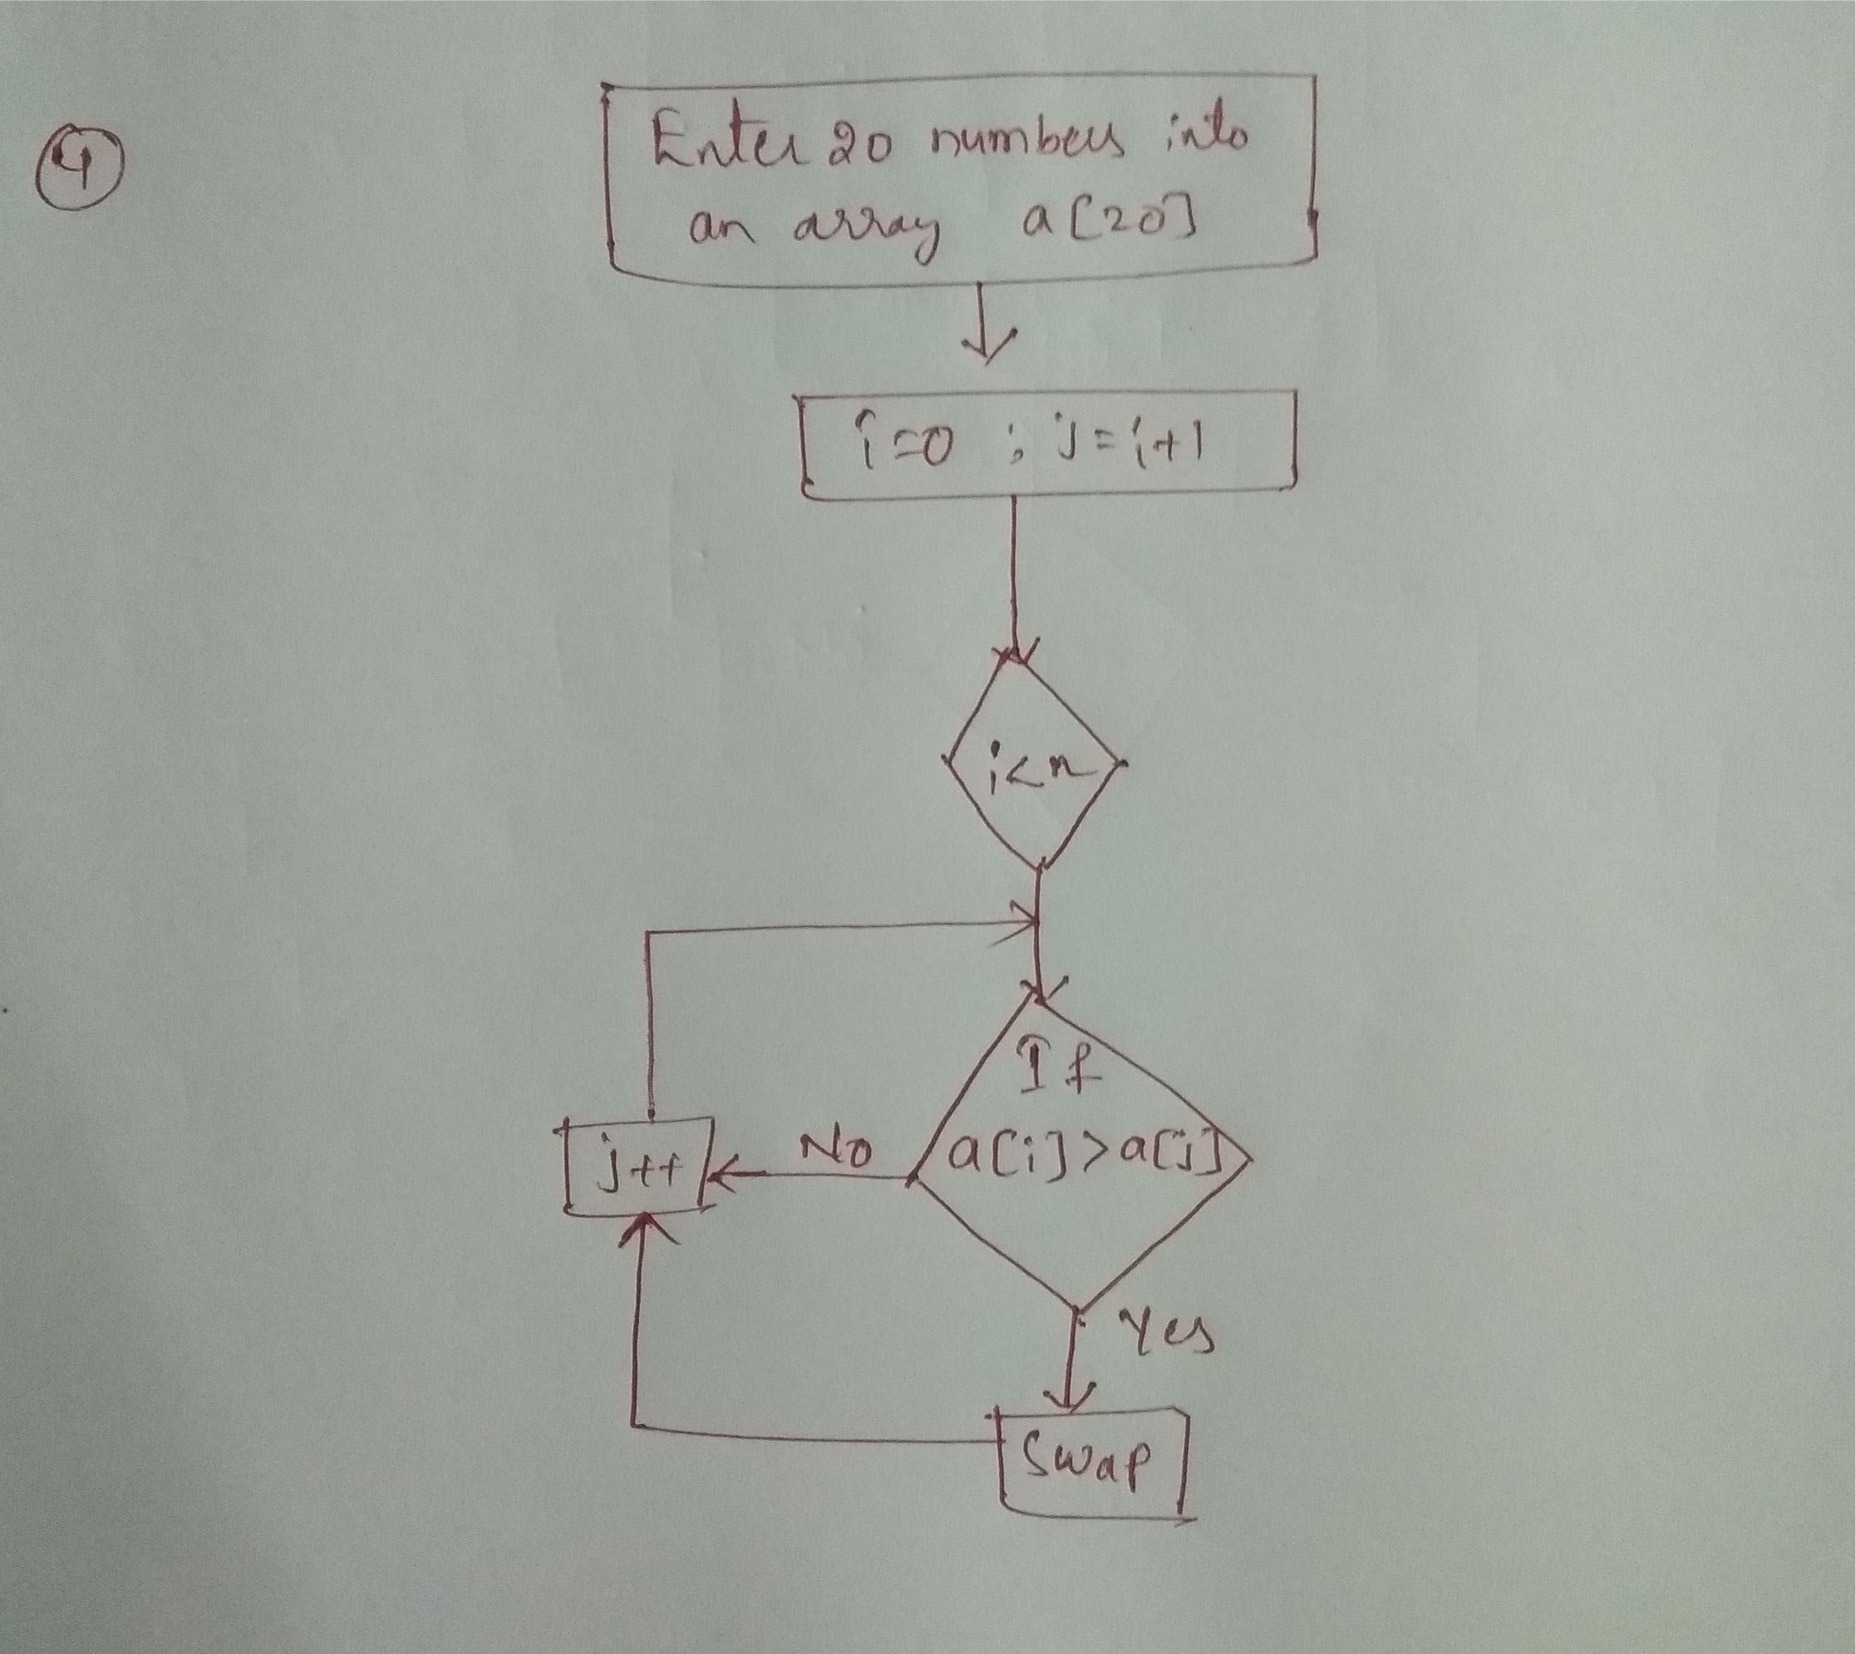 4
Enter 20 numbers into
an array a[20]
i=0 ; j=i+1
i<n
If
a[i]>a[j]
No
j++
Yes
Swap